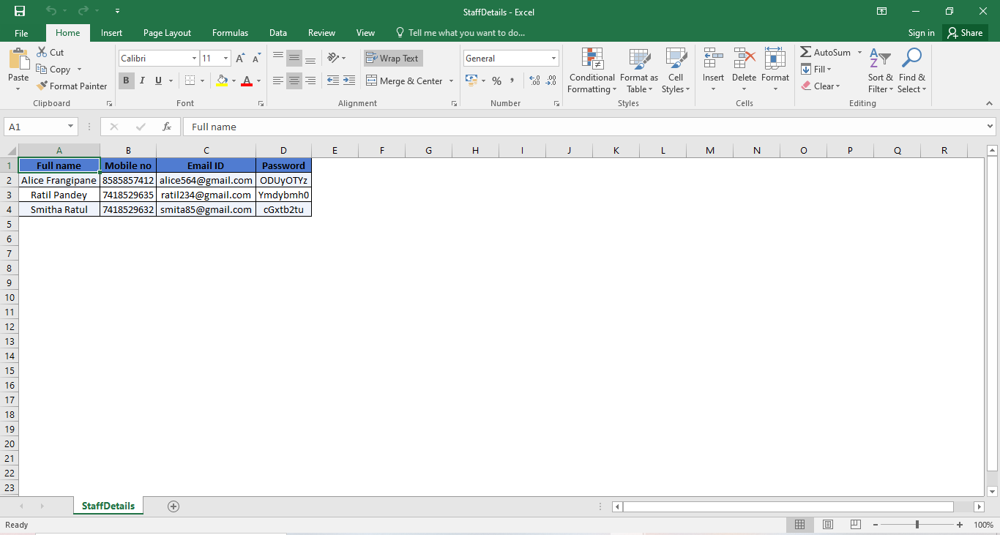 StaffDetails - Excel
File Home Insert Page Layout Formulas Data Review View Tell me what you want to do... Sign in Share
Paste
Cut
Copy
Format Painter
Clipboard
Calibri 11
B I U
Font
Wrap Text
Merge & Center
Alignment
General
% ,
Number
Conditional Formatting
Format as Table
Cell Styles
Styles
Insert Delete Format
Cells
AutoSum
Fill
Clear
Sort & Filter
Find & Select
Editing
A1 fx Full name
A B C D E F G H I J K L M N O P Q R
1 Full name Mobile no Email ID Password
2 Alice Frangipane 8585857412 alice564@gmail.com ODUyOTYz
3 Ratil Pandey 7418529635 ratil234@gmail.com Ymdybmh0
4 Smitha Ratul 7418529632 smita85@gmail.com cGxtb2tu
5
6
7
8
9
10
11
12
13
14
15
16
17
18
19
20
21
22
23
StaffDetails
Ready 100%